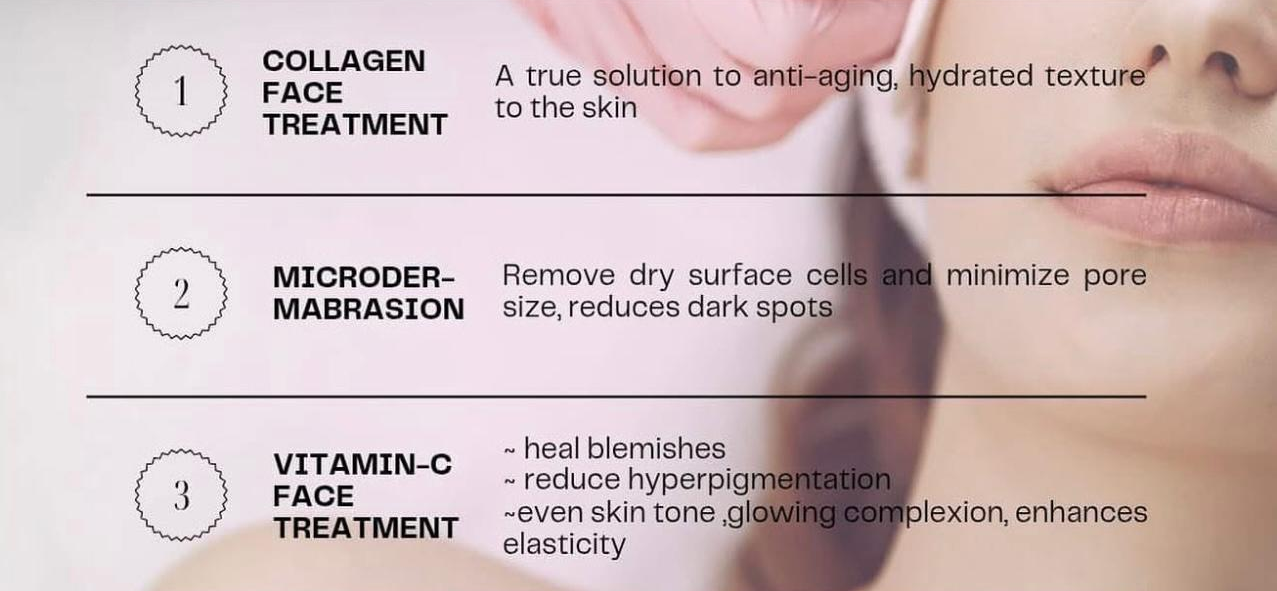 1
COLLAGEN
FACE
TREATMENT
A true solution to anti-aging, hydrated texture
to the skin
2
MICRODER-
MABRASION
Remove dry surface cells and minimize pore
size, reduces dark spots
3
VITAMIN-C
FACE
TREATMENT
~ heal blemishes
~ reduce hyperpigmentation
~even skin tone ,glowing complexion, enhances
elasticity